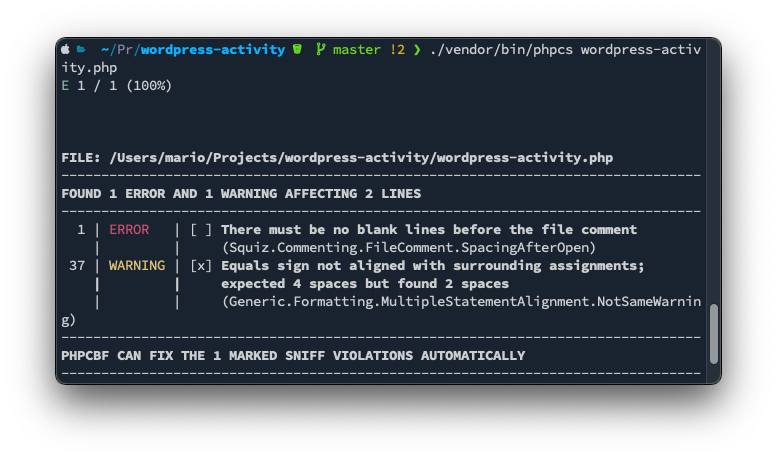 ~/Pr/wordpress-activity master !2 ❯ ./vendor/bin/phpcs wordpress-activ
ity.php
E 1 / 1 (100%)
FILE: /Users/mario/Projects/wordpress-activity/wordpress-activity.php
--------------------------------------------------------------------------------
FOUND 1 ERROR AND 1 WARNING AFFECTING 2 LINES
--------------------------------------------------------------------------------
  1 | ERROR   | [ ] There must be no blank lines before the file comment
    |         |     (Squiz.Commenting.FileComment.SpacingAfterOpen)
 37 | WARNING | [x] Equals sign not aligned with surrounding assignments;
    |         |     expected 4 spaces but found 2 spaces
    |         |     (Generic.Formatting.MultipleStatementAlignment.NotSameWarnin
g)
--------------------------------------------------------------------------------
PHPCBF CAN FIX THE 1 MARKED SNIFF VIOLATIONS AUTOMATICALLY
--------------------------------------------------------------------------------